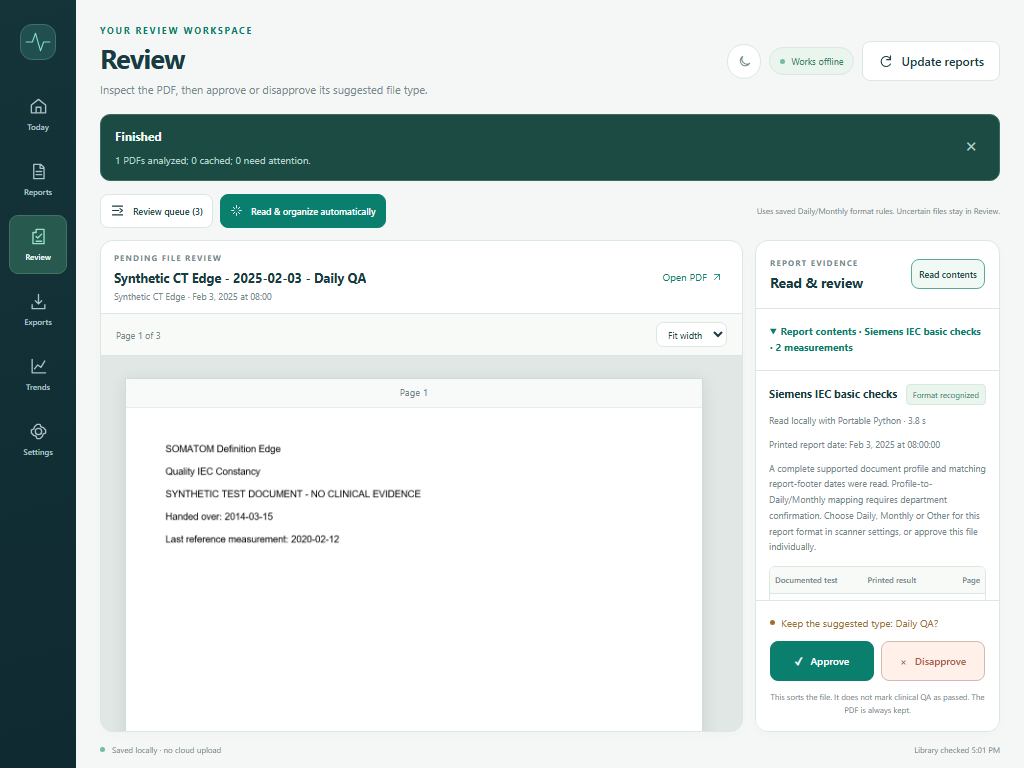 YOUR REVIEW WORKSPACE
Review
Inspect the PDF, then approve or disapprove its suggested file type.
Works offline
Update reports
Today
Reports
Review
Exports
Trends
Settings
Finished
1 PDFs analyzed; 0 cached; 0 need attention.
Review queue (3)
Read & organize automatically
Uses saved Daily/Monthly format rules. Uncertain files stay in Review.
PENDING FILE REVIEW
Synthetic CT Edge - 2025-02-03 - Daily QA
Synthetic CT Edge · Feb 3, 2025 at 08:00
Open PDF
Page 1 of 3
Fit width
Page 1
SOMATOM Definition Edge
Quality IEC Constancy
SYNTHETIC TEST DOCUMENT - NO CLINICAL EVIDENCE
Handed over: 2014-03-15
Last reference measurement: 2020-02-12
REPORT EVIDENCE
Read & review
Read contents
▼ Report contents · Siemens IEC basic checks
· 2 measurements
Siemens IEC basic checks
Format recognized
Read locally with Portable Python · 3.8 s
Printed report date: Feb 3, 2025 at 08:00:00
A complete supported document profile and matching
report-footer dates were read. Profile-to-
Daily/Monthly mapping requires department
confirmation. Choose Daily, Monthly or Other for this
report format in scanner settings, or approve this file
individually.
Documented test
Printed result
Page
Keep the suggested type: Daily QA?
✓ Approve
× Disapprove
This sorts the file. It does not mark clinical QA as passed. The
PDF is always kept.
Saved locally · no cloud upload
Library checked 5:01 PM